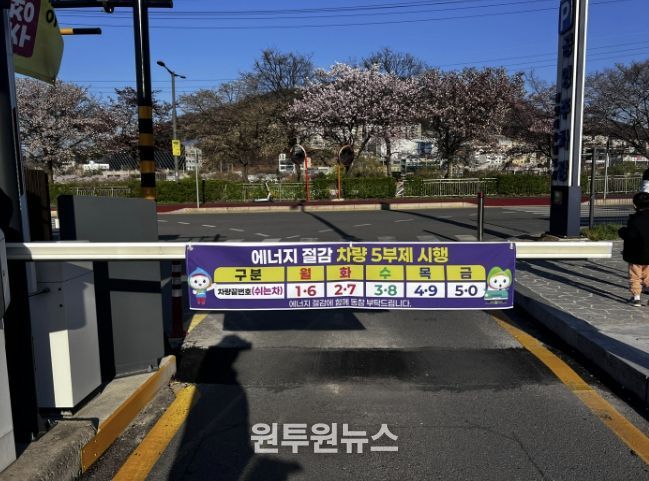 에너지 절감 차량 5부제 시행
구분 월 화 수 목 금
차량끝번호(쉬는차) 1·6 2·7 3·8 4·9 5·0
에너지 절감에 함께 동참 부탁드립니다.
원투원뉴스